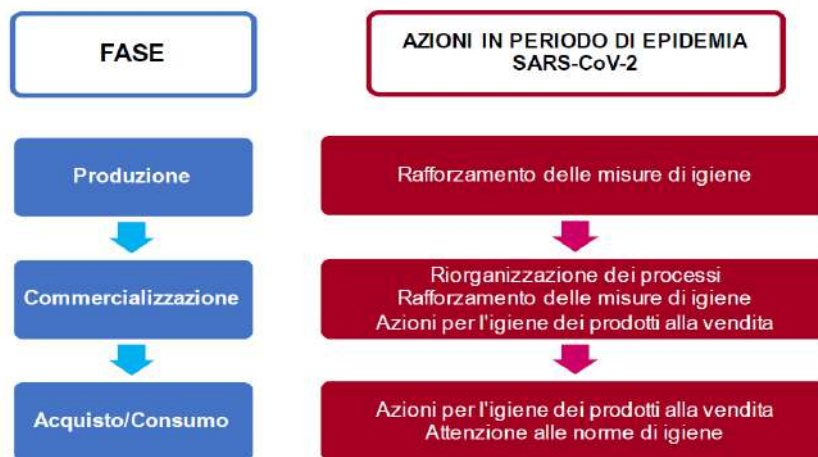 FASE
AZIONI IN PERIODO DI EPIDEMIA
SARS-CoV-2
Produzione
Rafforzamento delle misure di igiene
Commercializzazione
Riorganizzazione dei processi
Rafforzamento delle misure di igiene
Azioni per l'igiene dei prodotti alla vendita
Acquisto/Consumo
Azioni per l'igiene dei prodotti alla vendita
Attenzione alle norme di igiene